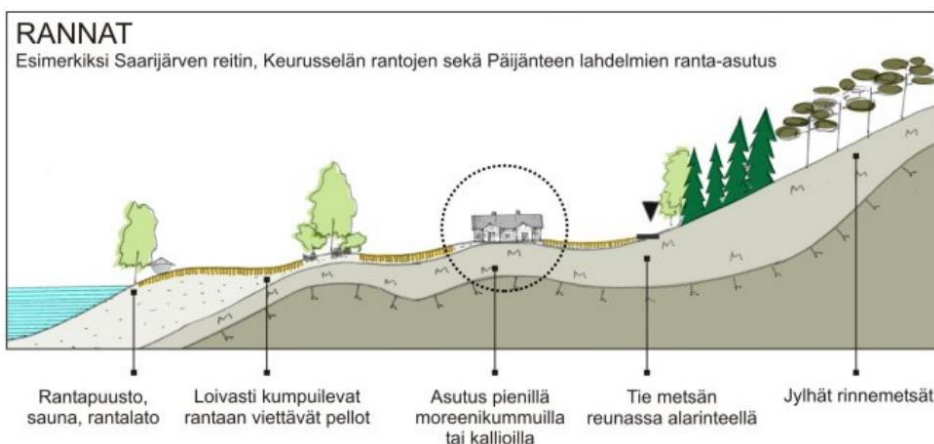 RANNAT
Esimerkiksi Saarijärven reitin, Keurusselän rantojen sekä Päijänteen lahdelmien ranta-asutus
Rantapuusto,
sauna, rantalato
Loivasti kumpuilevat
rantaan viettävät pellot
Asutus pienillä
moreenikummuilla
tai kallioilla
Tie metsän
reunassa alarinteellä
Jylhät rinnemetsät